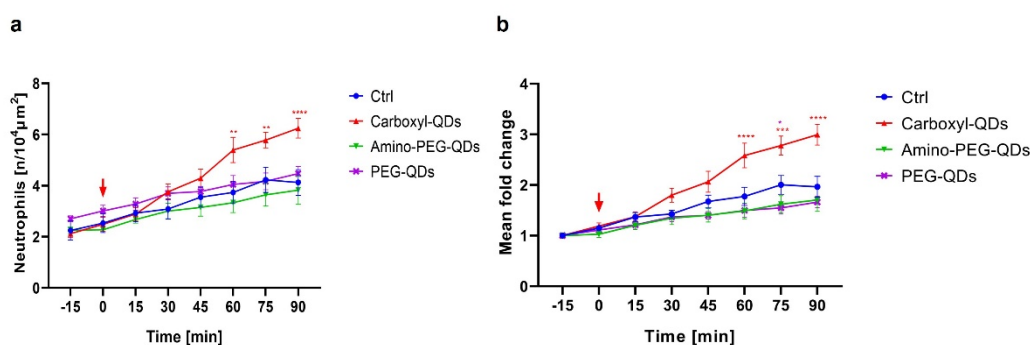 a
Neutrophils [n/10⁴µm²]
8
6
4
2
0
** ** ****
-15 0 15 30 45 60 75 90
Time [min]
Ctrl
Carboxyl-QDs
Amino-PEG-QDs
PEG-QDs
b
Mean fold change
4
3
2
1
0
*
**** *** ****
-15 0 15 30 45 60 75 90
Time [min]
Ctrl
Carboxyl-QDs
Amino-PEG-QDs
PEG-QDs